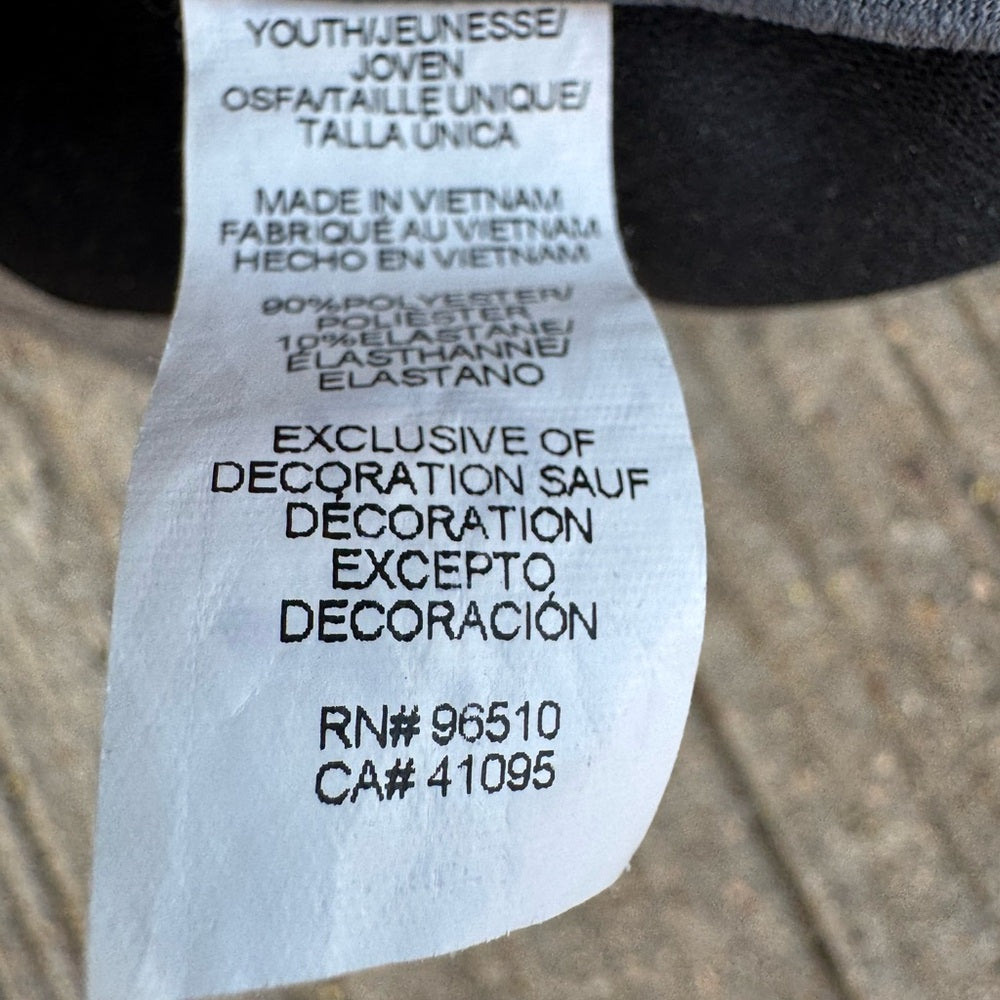 YOUTH/JEUNESSE/
JOVEN
OSFA/TAILLE UNIQUE/
TALLA ÚNICA
MADE IN VIETNAM
FABRIQUÉ AU VIETNAM
HECHO EN VIETNAM
90%POLYESTER/
POLIESTER
10%ELASTANE/
ÉLASTHANNE/
ELASTANO
EXCLUSIVE OF
DECORATION SAUF
DÉCORATION
EXCEPTO
DECORACIÓN
RN# 96510
CA# 41095